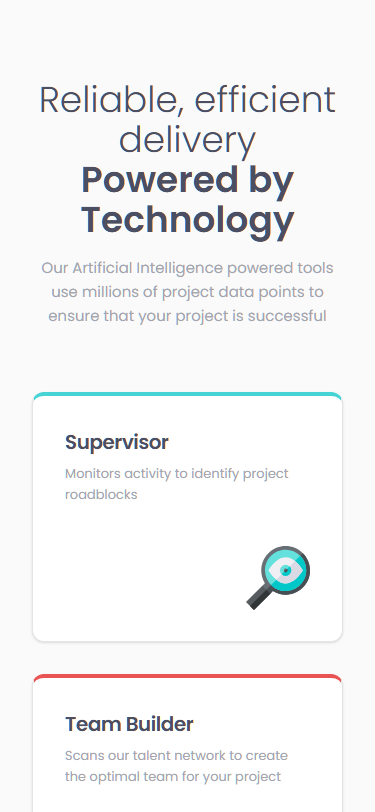 Reliable, efficient
delivery
Powered by
Technology
Our Artificial Intelligence powered tools
use millions of project data points to
ensure that your project is successful
Supervisor
Monitors activity to identify project
roadblocks
Team Builder
Scans our talent network to create
the optimal team for your project